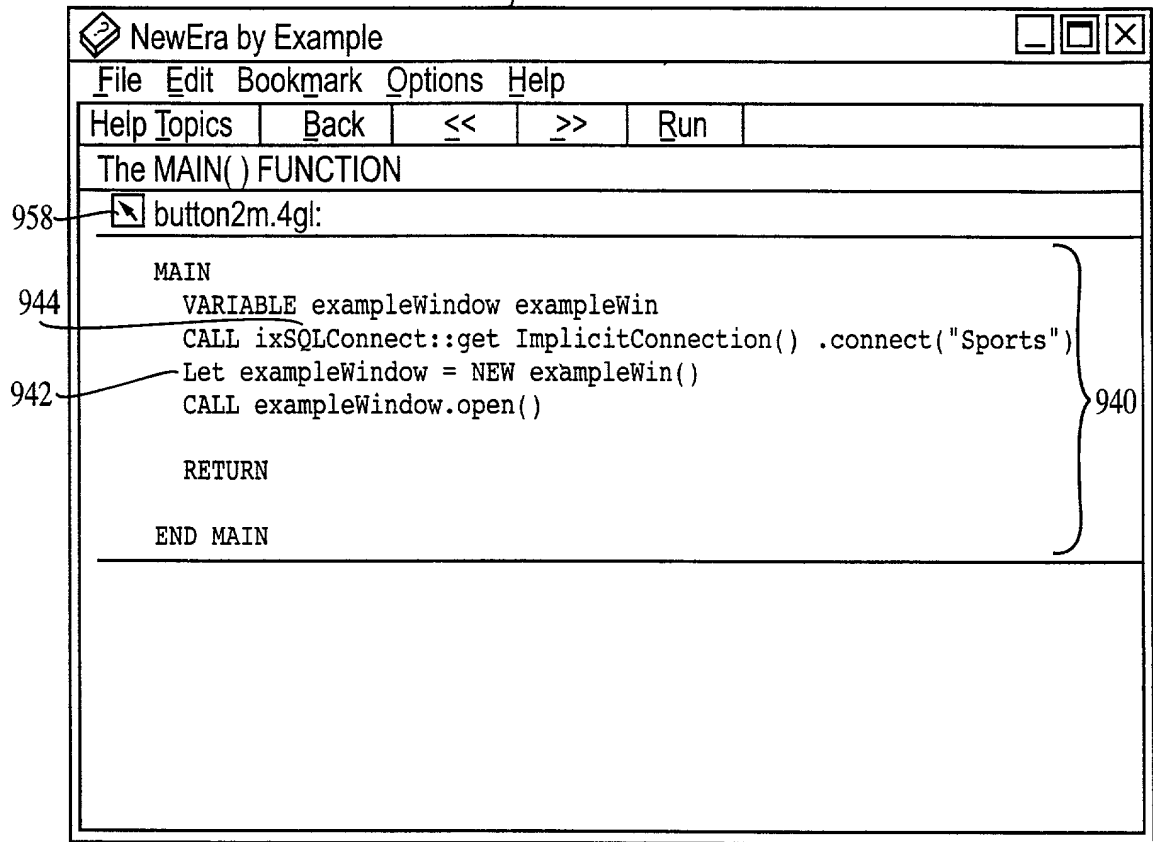 NewEra by Example
File Edit Bookmark Options Help
Help Topics Back << >> Run
The MAIN( ) FUNCTION
958 button2m.4gl:
MAIN
944 VARIABLE exampleWindow exampleWin
CALL ixSQLConnect::get ImplicitConnection() .connect("Sports")
942 Let exampleWindow = NEW exampleWin()
CALL exampleWindow.open() 940
RETURN
END MAIN